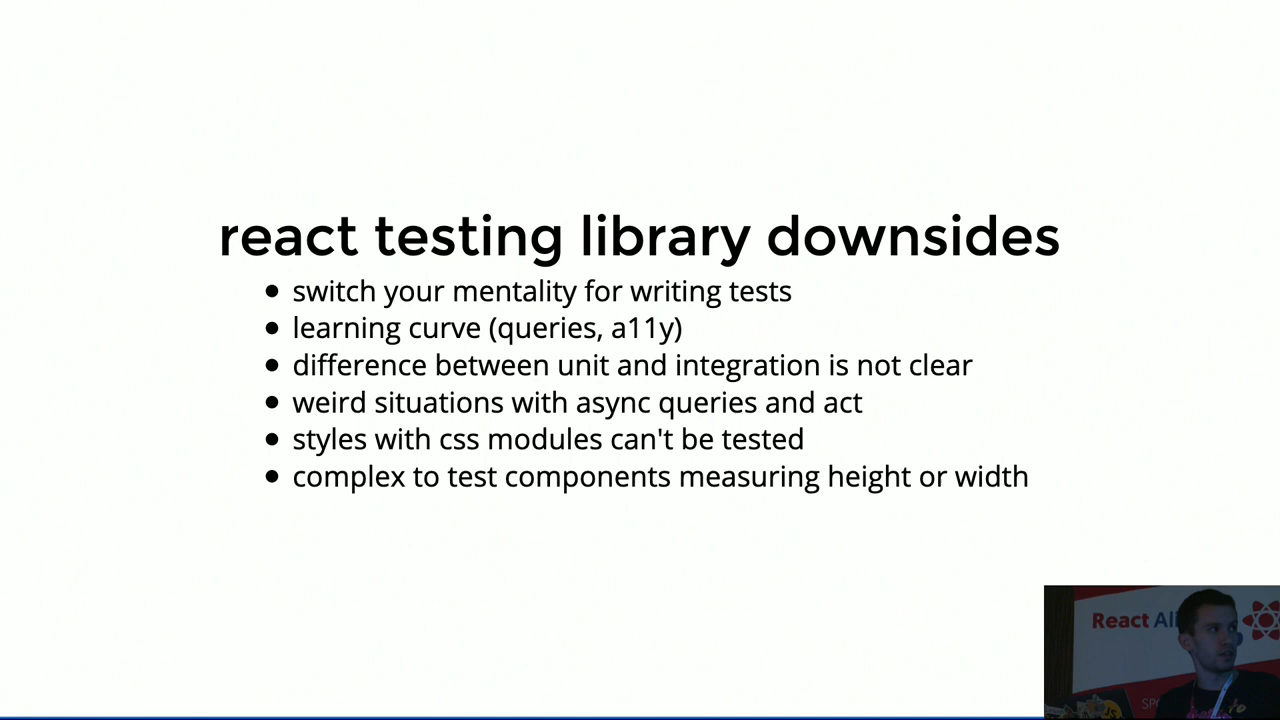 react testing library downsides
switch your mentality for writing tests
learning curve (queries, a11y)
difference between unit and integration is not clear
weird situations with async queries and act
styles with css modules can't be tested
complex to test components measuring height or width
React